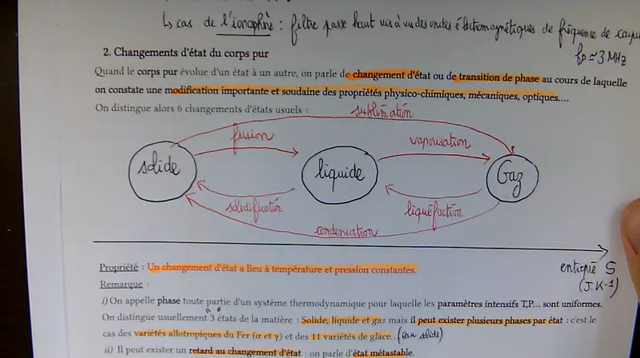 ↳ cas de l'ionosphère : filtre passe haut vis à vis des ondes électromagnétiques de fréquence de
fp ≃ 3 MHz
2. Changements d'état du corps pur
Quand le corps pur évolue d'un état à un autre, on parle de changement d'état ou de transition de phase au cours de laquelle
on constate une modification importante et soudaine des propriétés physico-chimiques, mécaniques, optiques....
On distingue alors 6 changements d'états usuels :
sublimation
fusion
vaporisation
solide
liquide
Gaz
solidification
liquéfaction
condensation
entropie S
(J.K-1)
Propriété : Un changement d'état a lieu à température et pression constantes.
Remarque :
i) On appelle phase toute partie d'un système thermodynamique pour laquelle les paramètres intensifs T,P... sont uniformes.
On distingue usuellement 3 états de la matière : Solide, liquide et gaz mais il peut exister plusieurs phases par état : c'est le
cas des variétés allotropiques du Fer (α et γ) et des 11 variétés de glace. solide)
ii) Il peut exister un retard au changement d'état : on parle d'état métastable.